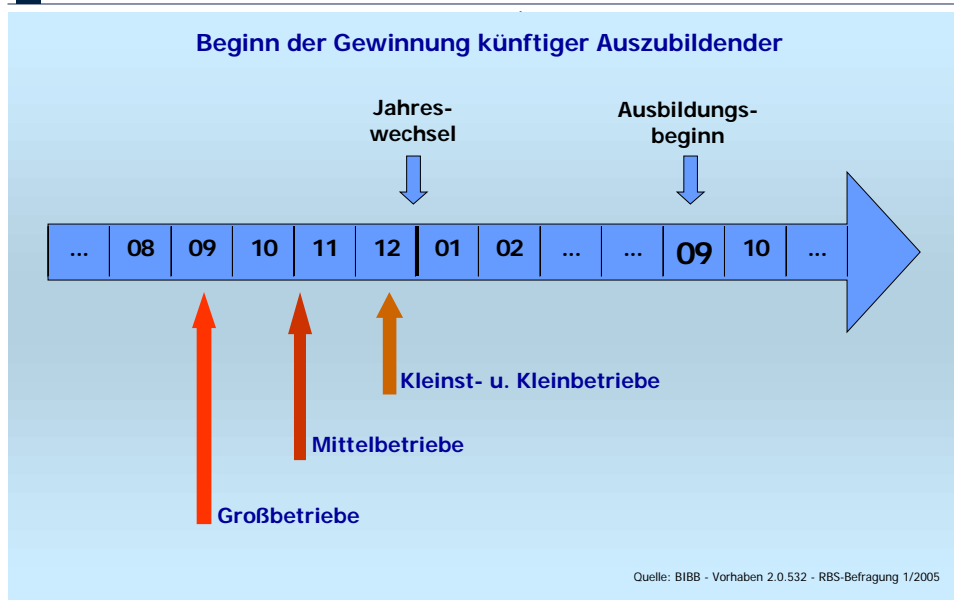 Beginn der Gewinnung künftiger Auszubildender
Jahres-
wechsel
Ausbildungs-
beginn
... 08 09 10 11 12 01 02 ... ... 09 10 ...
Kleinst- u. Kleinbetriebe
Mittelbetriebe
Großbetriebe
Quelle: BIBB - Vorhaben 2.0.532 - RBS-Befragung 1/2005